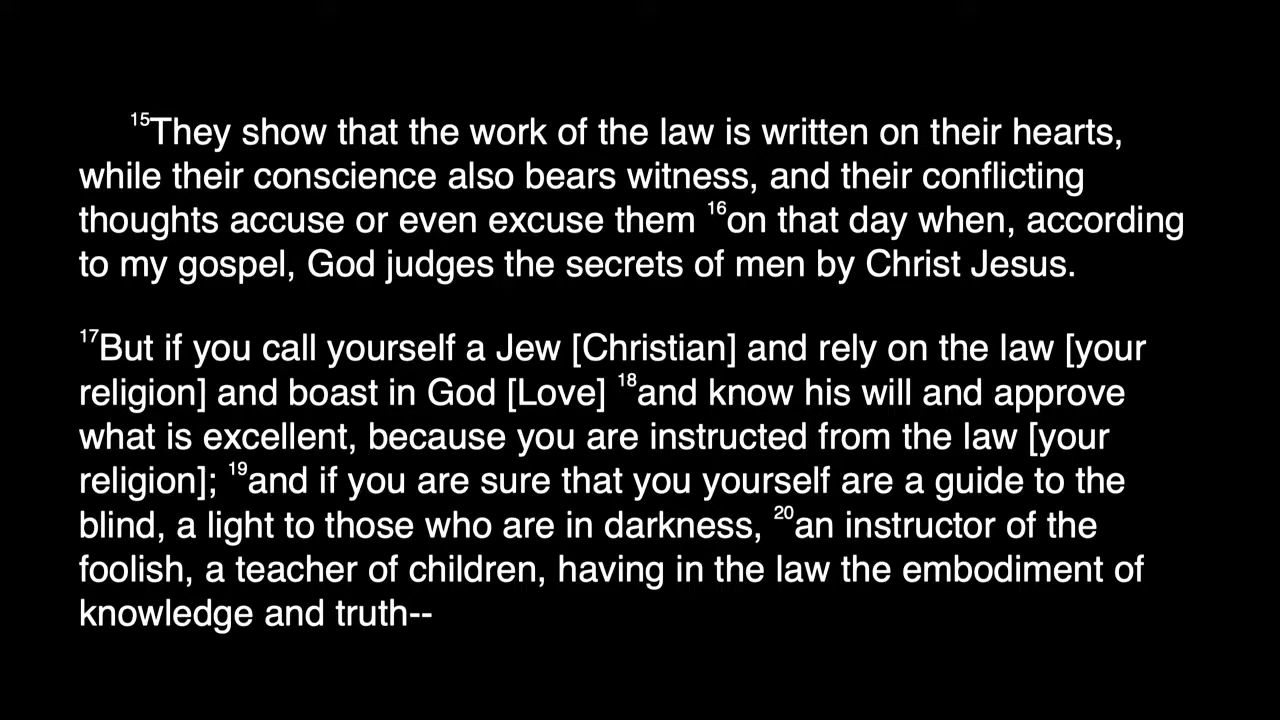 15They show that the work of the law is written on their hearts,
while their conscience also bears witness, and their conflicting
thoughts accuse or even excuse them 16on that day when, according
to my gospel, God judges the secrets of men by Christ Jesus.
17But if you call yourself a Jew [Christian] and rely on the law [your
religion] and boast in God [Love] 18and know his will and approve
what is excellent, because you are instructed from the law [your
religion]; 19and if you are sure that you yourself are a guide to the
blind, a light to those who are in darkness, 20an instructor of the
foolish, a teacher of children, having in the law the embodiment of
knowledge and truth--